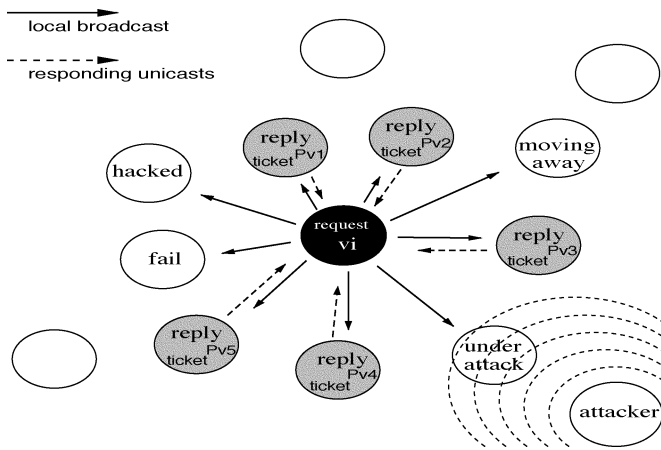 local broadcast
responding unicasts
reply
ticket Pv1
reply
ticket Pv2
moving
away
hacked
request
vi
reply
ticket Pv3
fail
reply
ticket Pv5
reply
ticket Pv4
under
attack
attacker